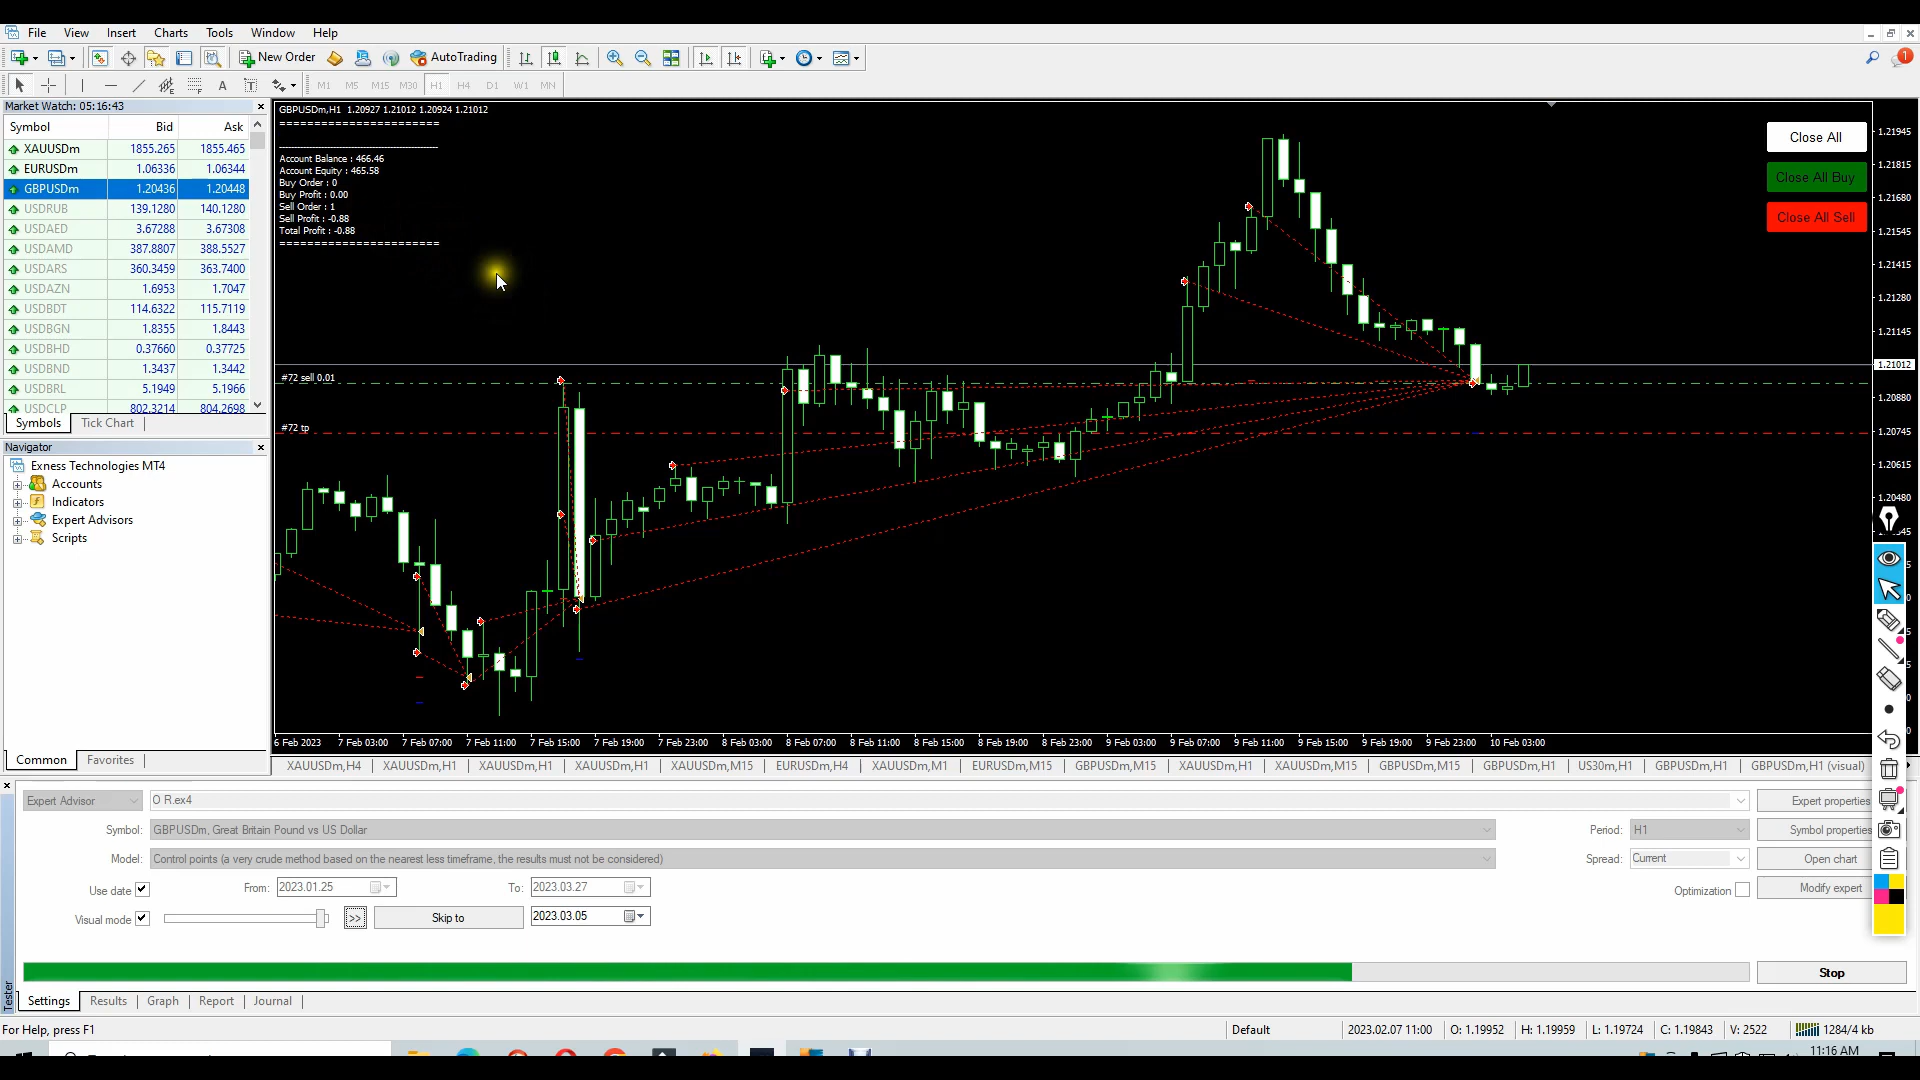 File View Insert Charts Tools Window Help
New Order AutoTrading
M1 M5 M15 M30 H1 H4 D1 W1 MN
Market Watch: 05:16:43
Symbol Bid Ask
XAUUSDm 1855.265 1855.465
EURUSDm 1.06336 1.06344
GBPUSDm 1.20436 1.20448
USDRUB 139.1280 140.1280
USDAED 3.67288 3.67308
USDAMD 387.8807 388.5527
USDARS 360.3459 363.7400
USDAZN 1.6953 1.7047
USDBDT 114.6322 115.7119
USDBGN 1.8355 1.8443
USDBHD 0.37660 0.37725
USDBND 1.3437 1.3442
USDBRL 5.1949 5.1966
USDCLP 802.3214 804.2698
Symbols Tick Chart
Navigator
Exness Technologies MT4
Accounts
Indicators
Expert Advisors
Scripts
Common Favorites
GBPUSDm,H1 1.20927 1.21012 1.20924 1.21012
========================
Account Balance : 466.46
Account Equity : 465.58
Buy Order : 0
Buy Profit : 0.00
Sell Order : 1
Sell Profit : -0.88
Total Profit : -0.88
========================
Close All
Close All Buy
Close All Sell
#72 sell 0.01
#72 tp
1.21945
1.21815
1.21680
1.21545
1.21415
1.21280
1.21145
1.21012
1.20880
1.20745
1.20615
1.20480
6 Feb 2023 7 Feb 03:00 7 Feb 07:00 7 Feb 11:00 7 Feb 15:00 7 Feb 19:00 7 Feb 23:00 8 Feb 03:00 8 Feb 07:00 8 Feb 11:00 8 Feb 15:00 8 Feb 19:00 8 Feb 23:00 9 Feb 03:00 9 Feb 07:00 9 Feb 11:00 9 Feb 15:00 9 Feb 19:00 9 Feb 23:00 10 Feb 03:00
XAUUSDm,H4 XAUUSDm,H1 XAUUSDm,H1 XAUUSDm,H1 XAUUSDm,M15 EURUSDm,H4 XAUUSDm,M1 EURUSDm,M15 GBPUSDm,M15 XAUUSDm,H1 XAUUSDm,M15 GBPUSDm,M15 GBPUSDm,H1 US30m,H1 GBPUSDm,H1 GBPUSDm,H1 (visual)
Expert Advisor O R.ex4 Expert properties
Symbol: GBPUSDm, Great Britain Pound vs US Dollar Period: H1 Symbol properties
Model: Control points (a very crude method based on the nearest less timeframe, the results must not be considered) Spread: Current Open chart
Use date From: 2023.01.25 To: 2023.03.27 Optimization Modify expert
Visual mode >> Skip to 2023.03.05
Stop
Tester
Settings Results Graph Report Journal
For Help, press F1 Default 2023.02.07 11:00 O: 1.19952 H: 1.19959 L: 1.19724 C: 1.19843 V: 2522 1284/4 kb
11:16 AM